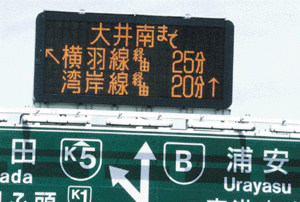 大井南まで
↖横羽線経由 25分
湾岸線経由 20分↑
田 K5 B 浦安
ada Urayasu
K1